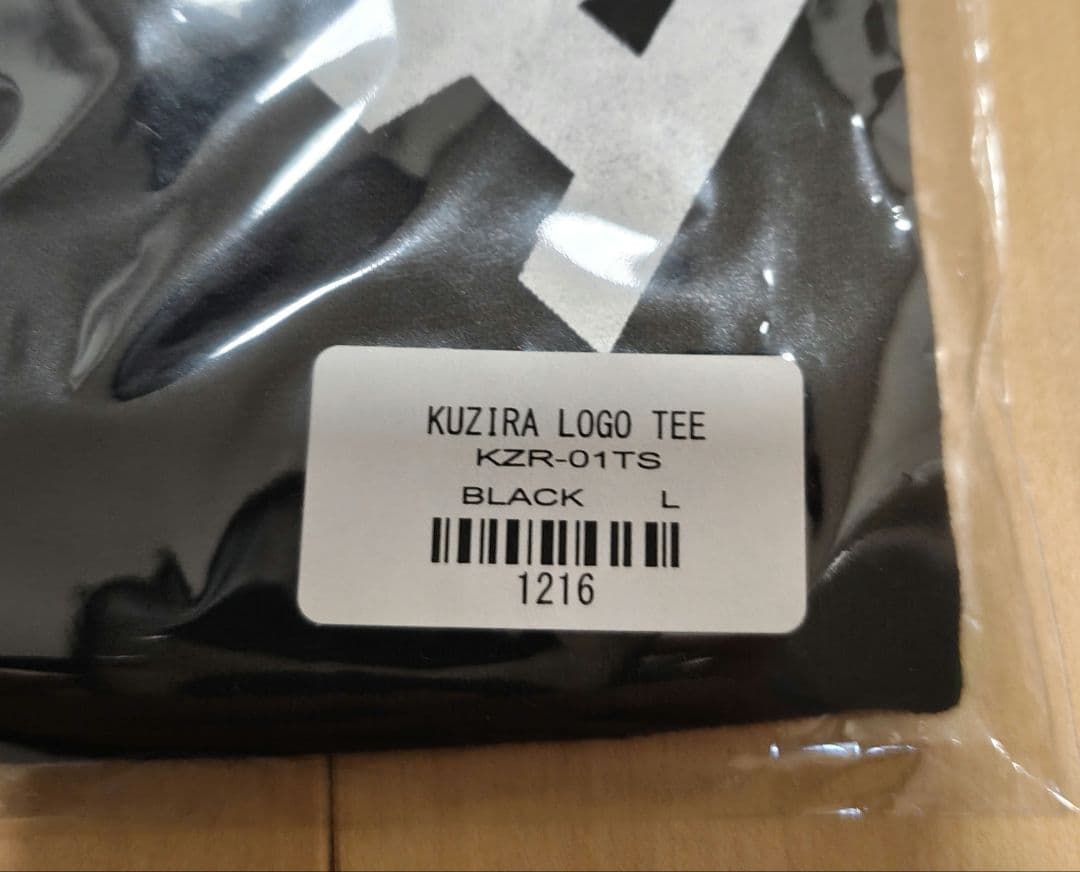 KUZIRA LOGO TEE
KZR-01TS
BLACK L
1216